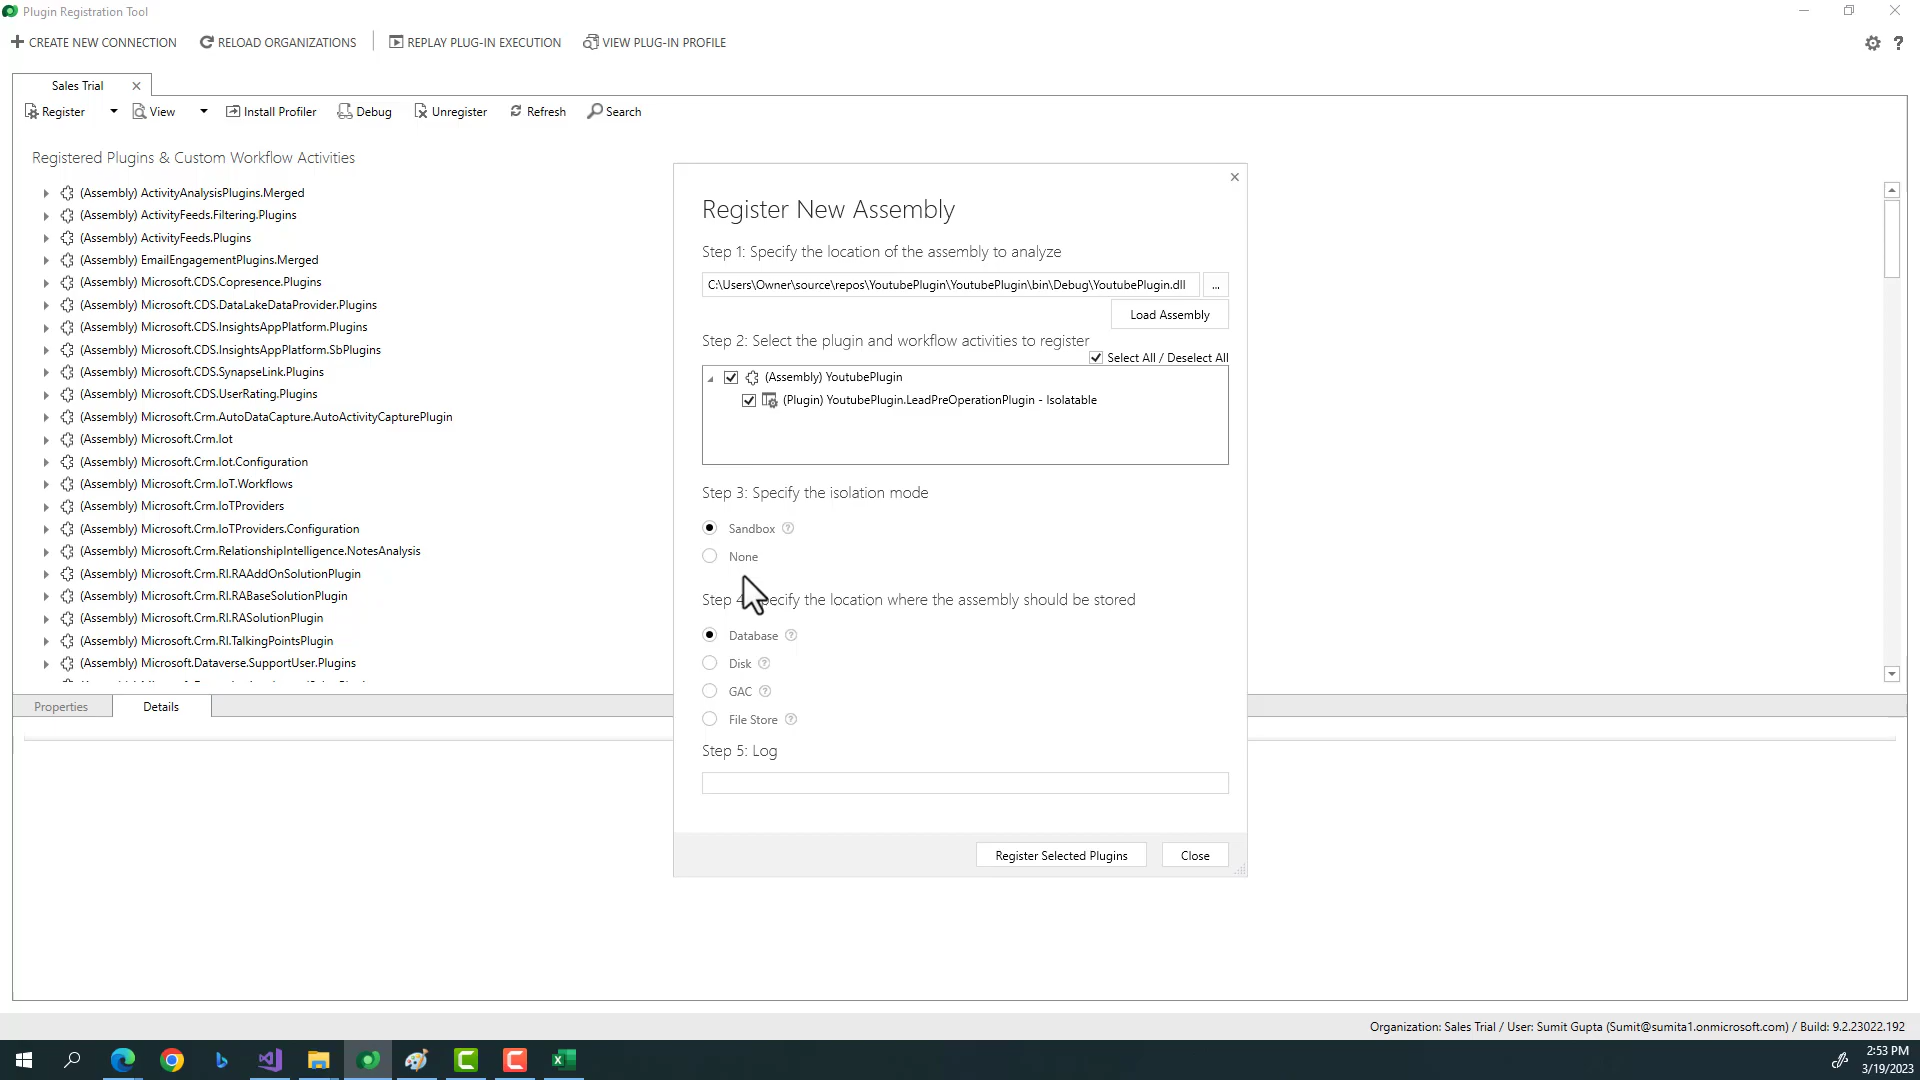 Plugin Registration Tool
CREATE NEW CONNECTION RELOAD ORGANIZATIONS REPLAY PLUG-IN EXECUTION VIEW PLUG-IN PROFILE
Sales Trial
Register View Install Profiler Debug Unregister Refresh Search
Registered Plugins & Custom Workflow Activities
(Assembly) ActivityAnalysisPlugins.Merged
(Assembly) ActivityFeeds.Filtering.Plugins
(Assembly) ActivityFeeds.Plugins
(Assembly) EmailEngagementPlugins.Merged
(Assembly) Microsoft.CDS.Copresence.Plugins
(Assembly) Microsoft.CDS.DataLakeDataProvider.Plugins
(Assembly) Microsoft.CDS.InsightsAppPlatform.Plugins
(Assembly) Microsoft.CDS.InsightsAppPlatform.SbPlugins
(Assembly) Microsoft.CDS.SynapseLink.Plugins
(Assembly) Microsoft.CDS.UserRating.Plugins
(Assembly) Microsoft.Crm.AutoDataCapture.AutoActivityCapturePlugin
(Assembly) Microsoft.Crm.Iot
(Assembly) Microsoft.Crm.Iot.Configuration
(Assembly) Microsoft.Crm.IoT.Workflows
(Assembly) Microsoft.Crm.IoTProviders
(Assembly) Microsoft.Crm.IoTProviders.Configuration
(Assembly) Microsoft.Crm.RelationshipIntelligence.NotesAnalysis
(Assembly) Microsoft.Crm.RI.RAAddOnSolutionPlugin
(Assembly) Microsoft.Crm.RI.RABaseSolutionPlugin
(Assembly) Microsoft.Crm.RI.RASolutionPlugin
(Assembly) Microsoft.Crm.RI.TalkingPointsPlugin
(Assembly) Microsoft.Dataverse.SupportUser.Plugins
Properties Details
Register New Assembly
Step 1: Specify the location of the assembly to analyze
C:\Users\Owner\source\repos\YoutubePlugin\YoutubePlugin\bin\Debug\YoutubePlugin.dll ...
Load Assembly
Step 2: Select the plugin and workflow activities to register
Select All / Deselect All
(Assembly) YoutubePlugin
(Plugin) YoutubePlugin.LeadPreOperationPlugin - Isolatable
Step 3: Specify the isolation mode
Sandbox
None
Step 4: Specify the location where the assembly should be stored
Database
Disk
GAC
File Store
Step 5: Log
Register Selected Plugins Close
Organization: Sales Trial / User: Sumit Gupta (Sumit@sumita1.onmicrosoft.com) / Build: 9.2.23022.192
2:53 PM
3/19/2023